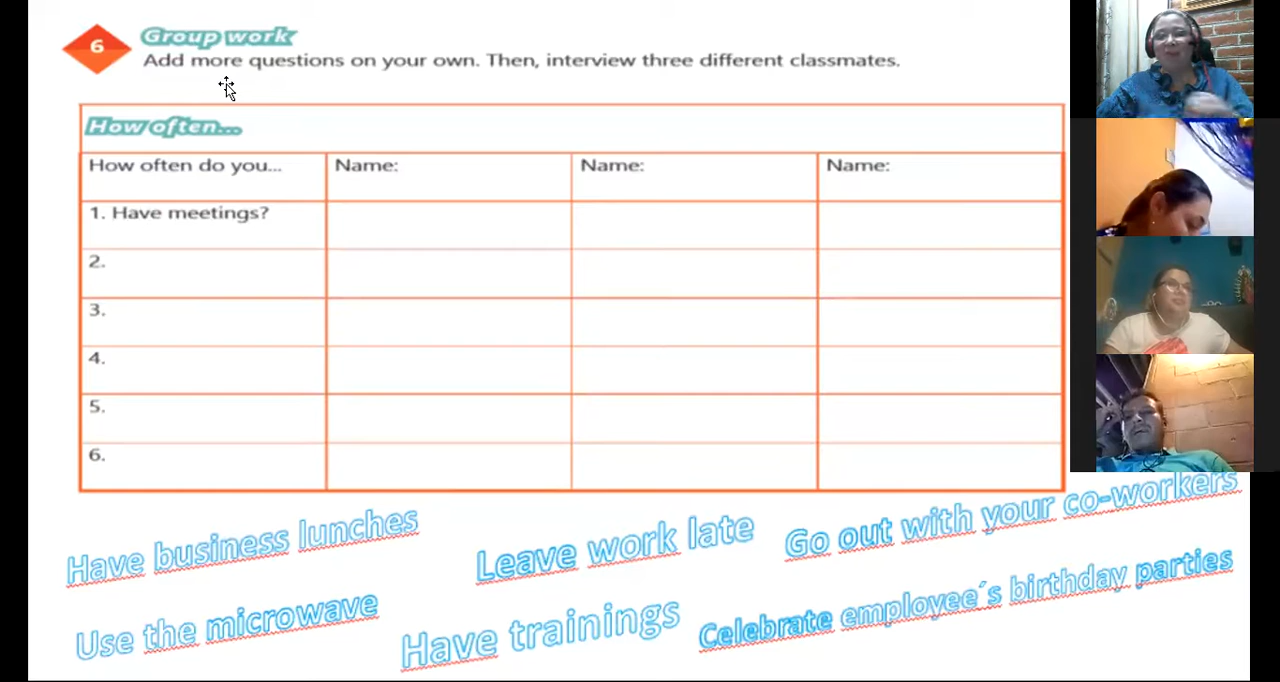 6
Group work
Add more questions on your own. Then, interview three different classmates.
How often...
How often do you... Name: Name: Name:
1. Have meetings?
2.
3.
4.
5.
6.
Have business lunches
Leave work late
Go out with your co-workers
Use the microwave
Have trainings
Celebrate employee´s birthday parties